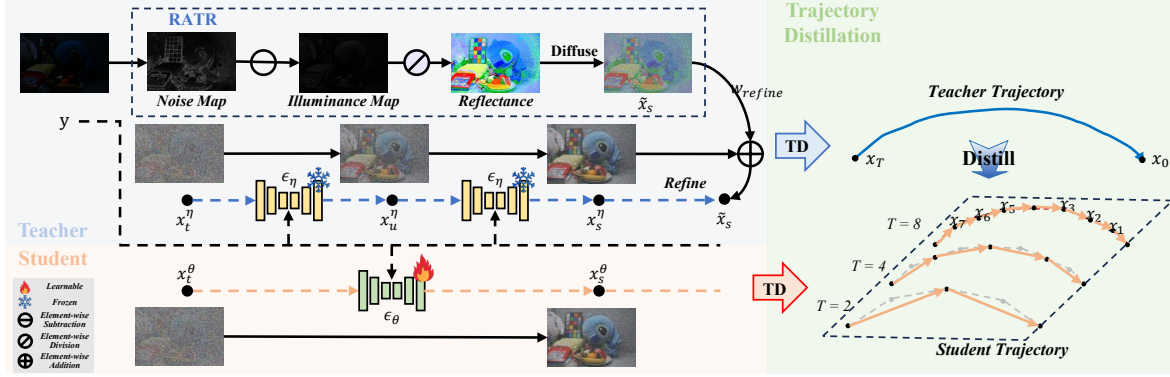 RATR
Noise Map
Illuminance Map
Reflectance
Diffuse
x̃_s
w_refine
y
ϵ_η
ϵ_η
x_t^η
x_u^η
x_s^η
Refine
x̃_s
Teacher
Student
Learnable
Frozen
Element-wise
Subtraction
Element-wise
Division
Element-wise
Addition
x_t^θ
x_s^θ
ϵ_θ
TD
TD
Trajectory
Distillation
Teacher Trajectory
x_T
x_0
Distill
T = 8
x_7
x_6
x_5
x_3
x_2
x_1
T = 4
T = 2
Student Trajectory